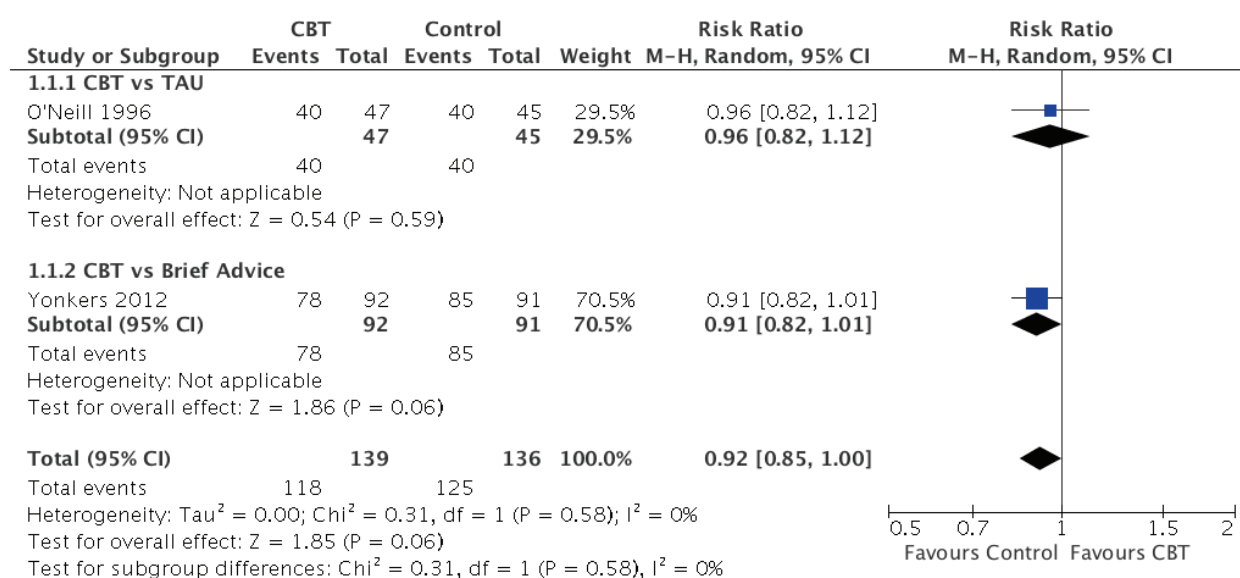 CBT Control Risk Ratio Risk Ratio
Study or Subgroup Events Total Events Total Weight M-H, Random, 95% CI M-H, Random, 95% CI
1.1.1 CBT vs TAU
O'Neill 1996 40 47 40 45 29.5% 0.96 [0.82, 1.12]
Subtotal (95% CI) 47 45 29.5% 0.96 [0.82, 1.12]
Total events 40 40
Heterogeneity: Not applicable
Test for overall effect: Z = 0.54 (P = 0.59)
1.1.2 CBT vs Brief Advice
Yonkers 2012 78 92 85 91 70.5% 0.91 [0.82, 1.01]
Subtotal (95% CI) 92 91 70.5% 0.91 [0.82, 1.01]
Total events 78 85
Heterogeneity: Not applicable
Test for overall effect: Z = 1.86 (P = 0.06)
Total (95% CI) 139 136 100.0% 0.92 [0.85, 1.00]
Total events 118 125
Heterogeneity: Tau² = 0.00; Chi² = 0.31, df = 1 (P = 0.58); I² = 0%
Test for overall effect: Z = 1.85 (P = 0.06)
Test for subgroup differences: Chi² = 0.31, df = 1 (P = 0.58), I² = 0%
0.5 0.7 1 1.5 2
Favours Control Favours CBT